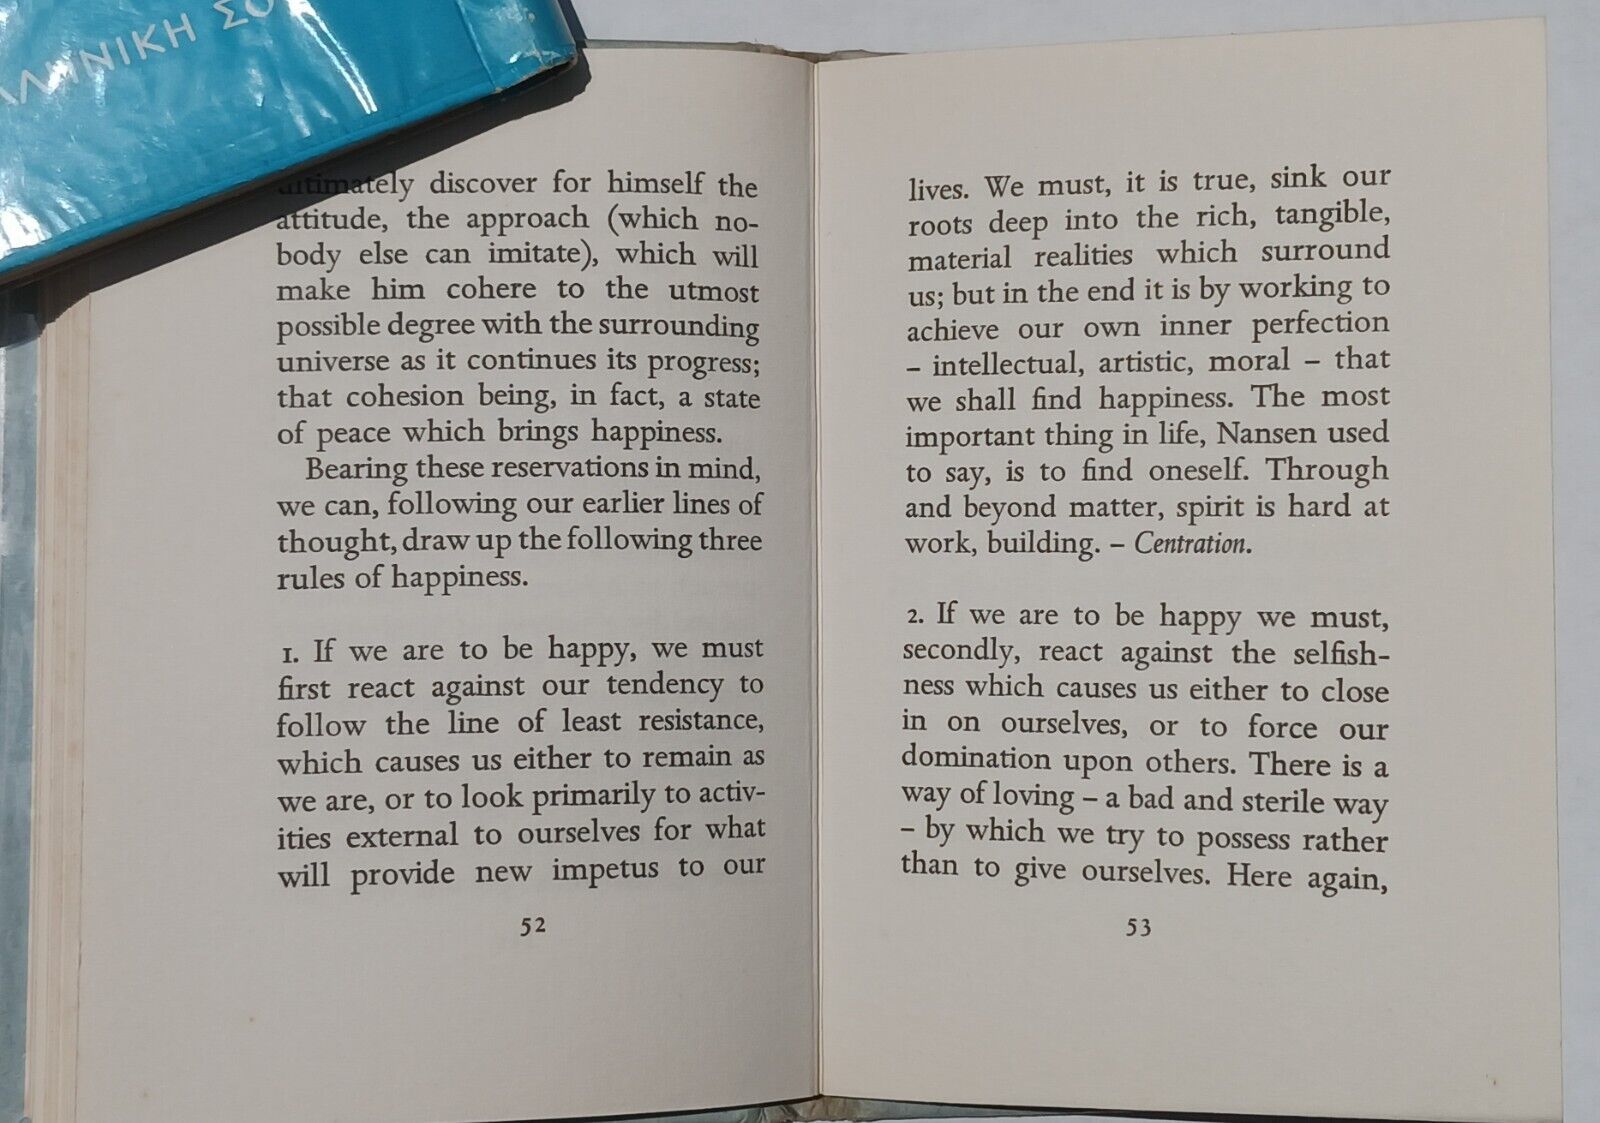 ΛΗΝΙΚΗ ΣΟ
ultimately discover for himself the
attitude, the approach (which no-
body else can imitate), which will
make him cohere to the utmost
possible degree with the surrounding
universe as it continues its progress;
that cohesion being, in fact, a state
of peace which brings happiness.
Bearing these reservations in mind,
we can, following our earlier lines of
thought, draw up the following three
rules of happiness.
1. If we are to be happy, we must
first react against our tendency to
follow the line of least resistance,
which causes us either to remain as
we are, or to look primarily to activ-
ities external to ourselves for what
will provide new impetus to our
52
lives. We must, it is true, sink our
roots deep into the rich, tangible,
material realities which surround
us; but in the end it is by working to
achieve our own inner perfection
– intellectual, artistic, moral – that
we shall find happiness. The most
important thing in life, Nansen used
to say, is to find oneself. Through
and beyond matter, spirit is hard at
work, building. – Centration.
2. If we are to be happy we must,
secondly, react against the selfish-
ness which causes us either to close
in on ourselves, or to force our
domination upon others. There is a
way of loving – a bad and sterile way
– by which we try to possess rather
than to give ourselves. Here again,
53